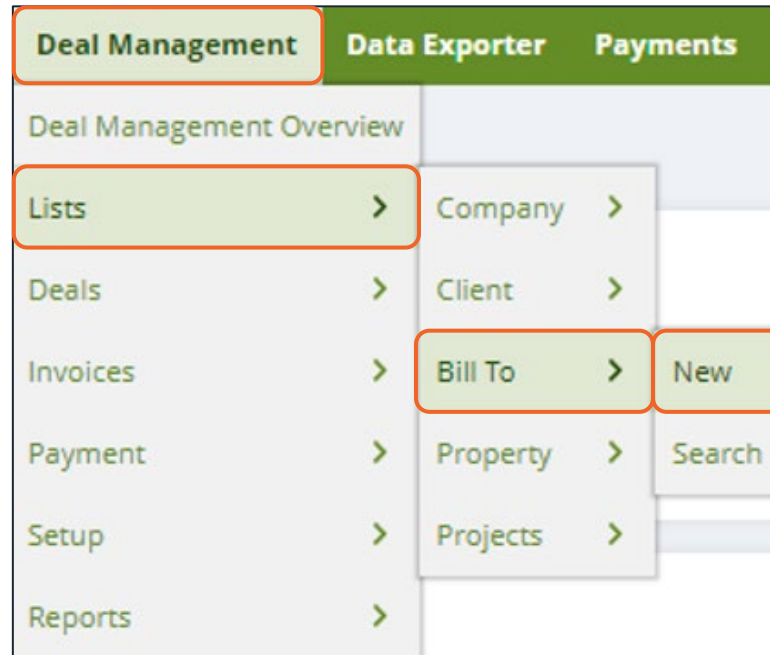 Deal Management Data Exporter Payments
Deal Management Overview
Lists Company
Deals Client
Invoices Bill To New
Payment Property Search
Setup Projects
Reports